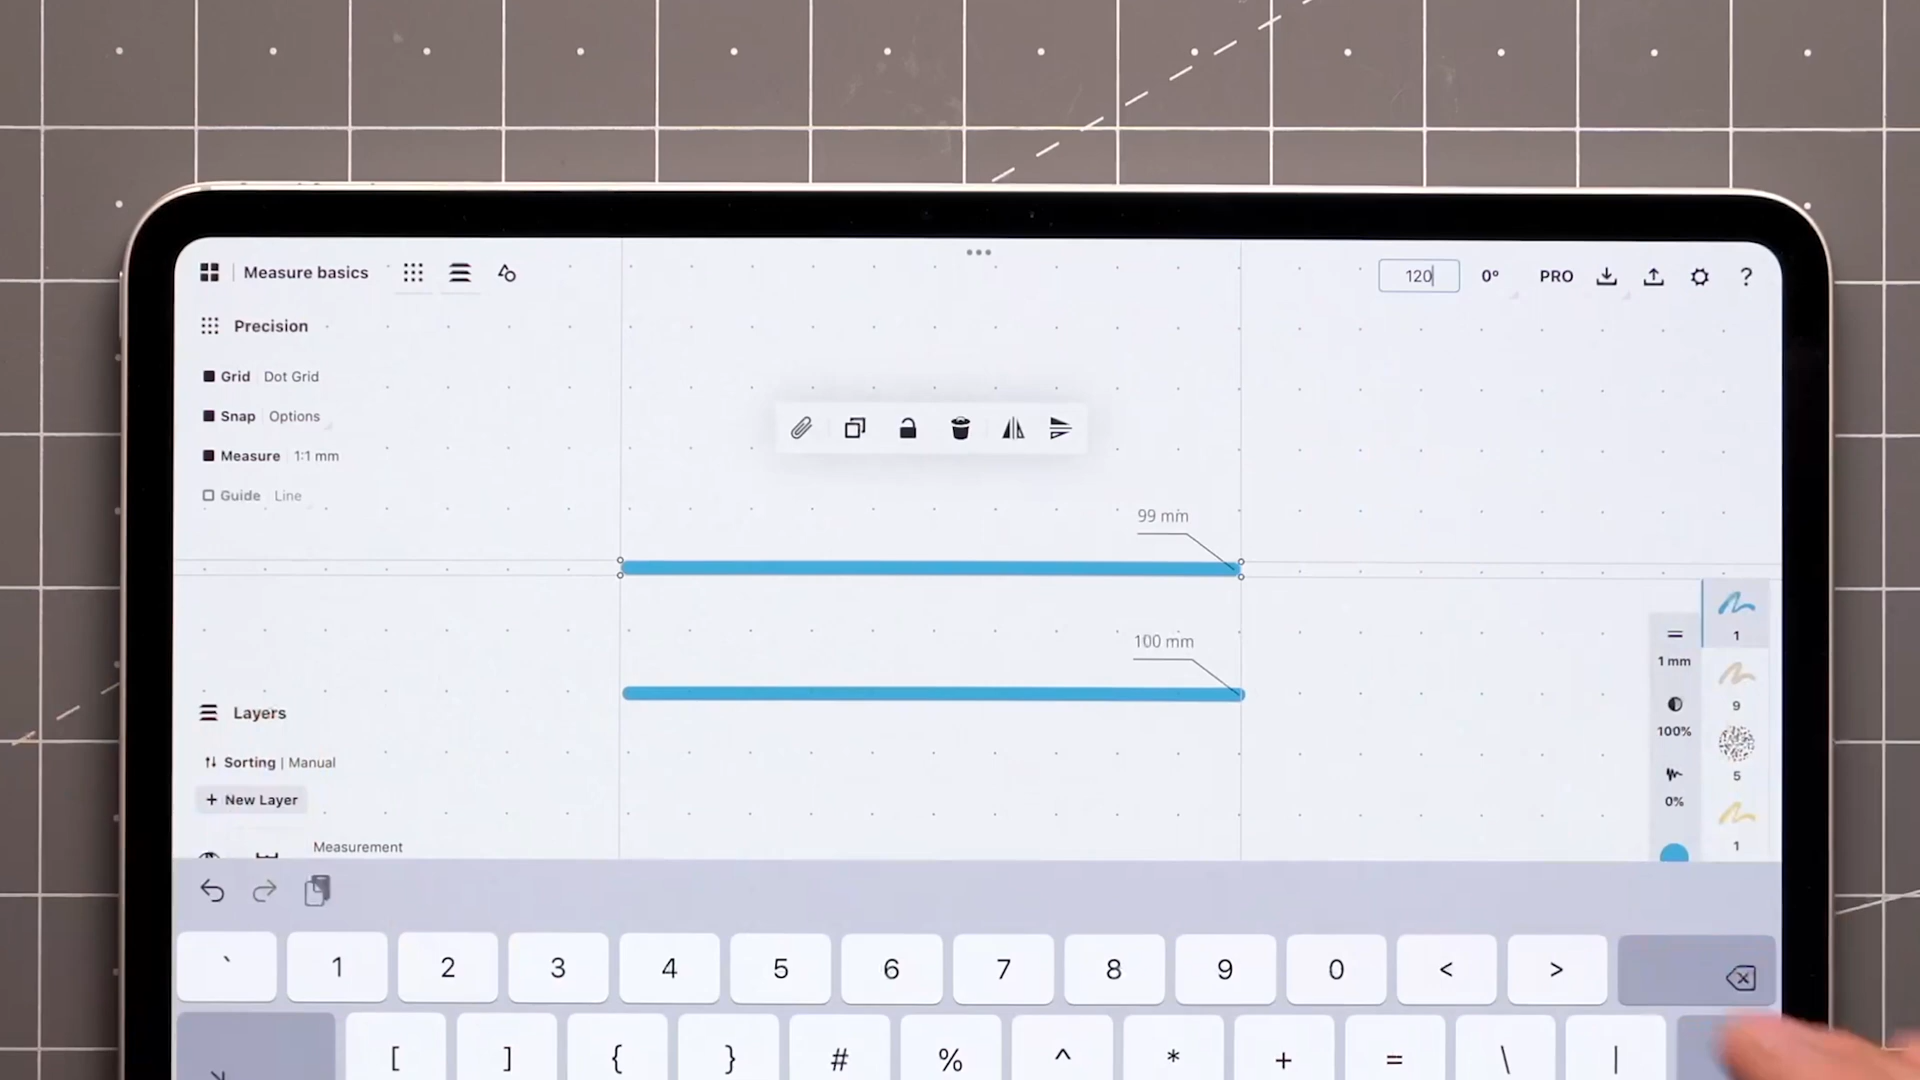 Measure basics
120
0°
PRO
?
Precision
Grid Dot Grid
Snap Options
Measure 1:1 mm
Guide Line
99 mm
100 mm
1
1 mm
9
100%
5
0%
1
Layers
Sorting | Manual
+ New Layer
Measurement
` 1 2 3 4 5 6 7 8 9 0 < >
[ ] { } # % ^ * + = \ |